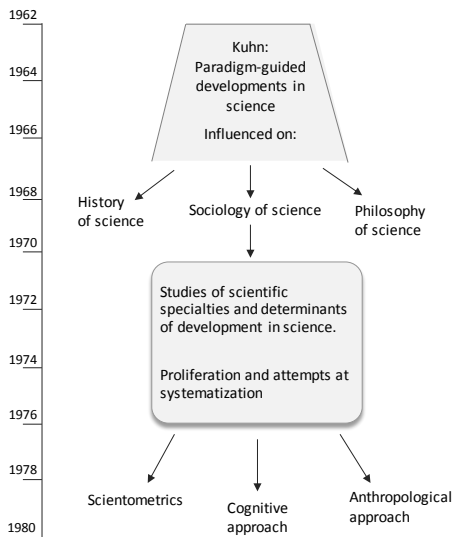 1962
1964
1966
1968
1970
1972
1974
1976
1978
1980
Kuhn:
Paradigm-guided
developments in
science
Influenced on:
History
of science
Sociology of science
Philosophy
of science
Studies of scientific
specialties and determinants
of development in science.
Proliferation and attempts at
systematization
Scientometrics
Cognitive
approach
Anthropological
approach